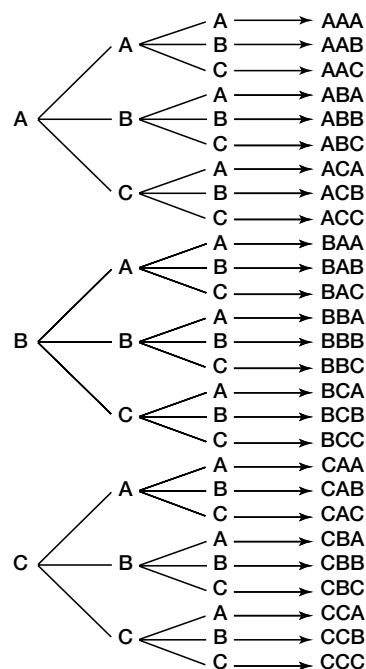 A → AAA
A B → AAB
C → AAC
A → ABA
A B B → ABB
C → ABC
A → ACA
C B → ACB
C → ACC
A → BAA
A B → BAB
C → BAC
A → BBA
B B B → BBB
C → BBC
A → BCA
C B → BCB
C → BCC
A → CAA
A B → CAB
C → CAC
A → CBA
C B B → CBB
C → CBC
A → CCA
C B → CCB
C → CCC